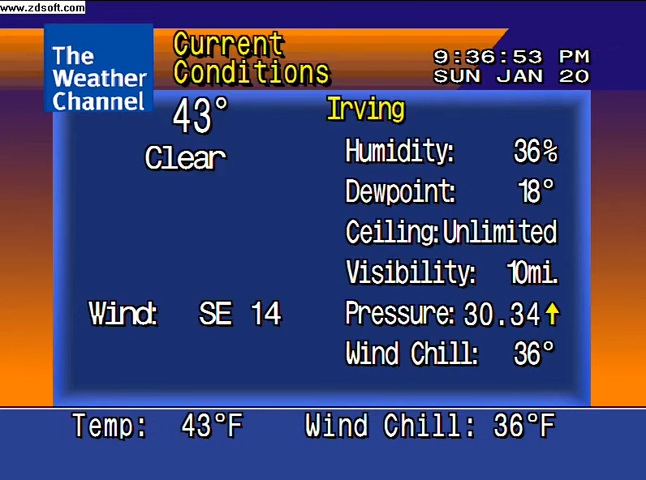 www.zdsoft.com
The
Weather
Channel
Current
Conditions
9:36:53 PM
SUN JAN 20
43°
Clear
Wind: SE 14
Irving
Humidity: 36%
Dewpoint: 18°
Ceiling:Unlimited
Visibility: 10mi.
Pressure: 30.34↑
Wind Chill: 36°
Temp: 43°F Wind Chill: 36°F